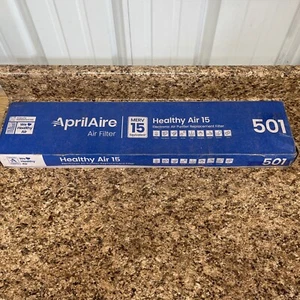 AprilAire
Air Filter
MERV
15
Healthy Air 15
Electronic Air Purifier Replacement Filter
501
Healthy Air 15
501